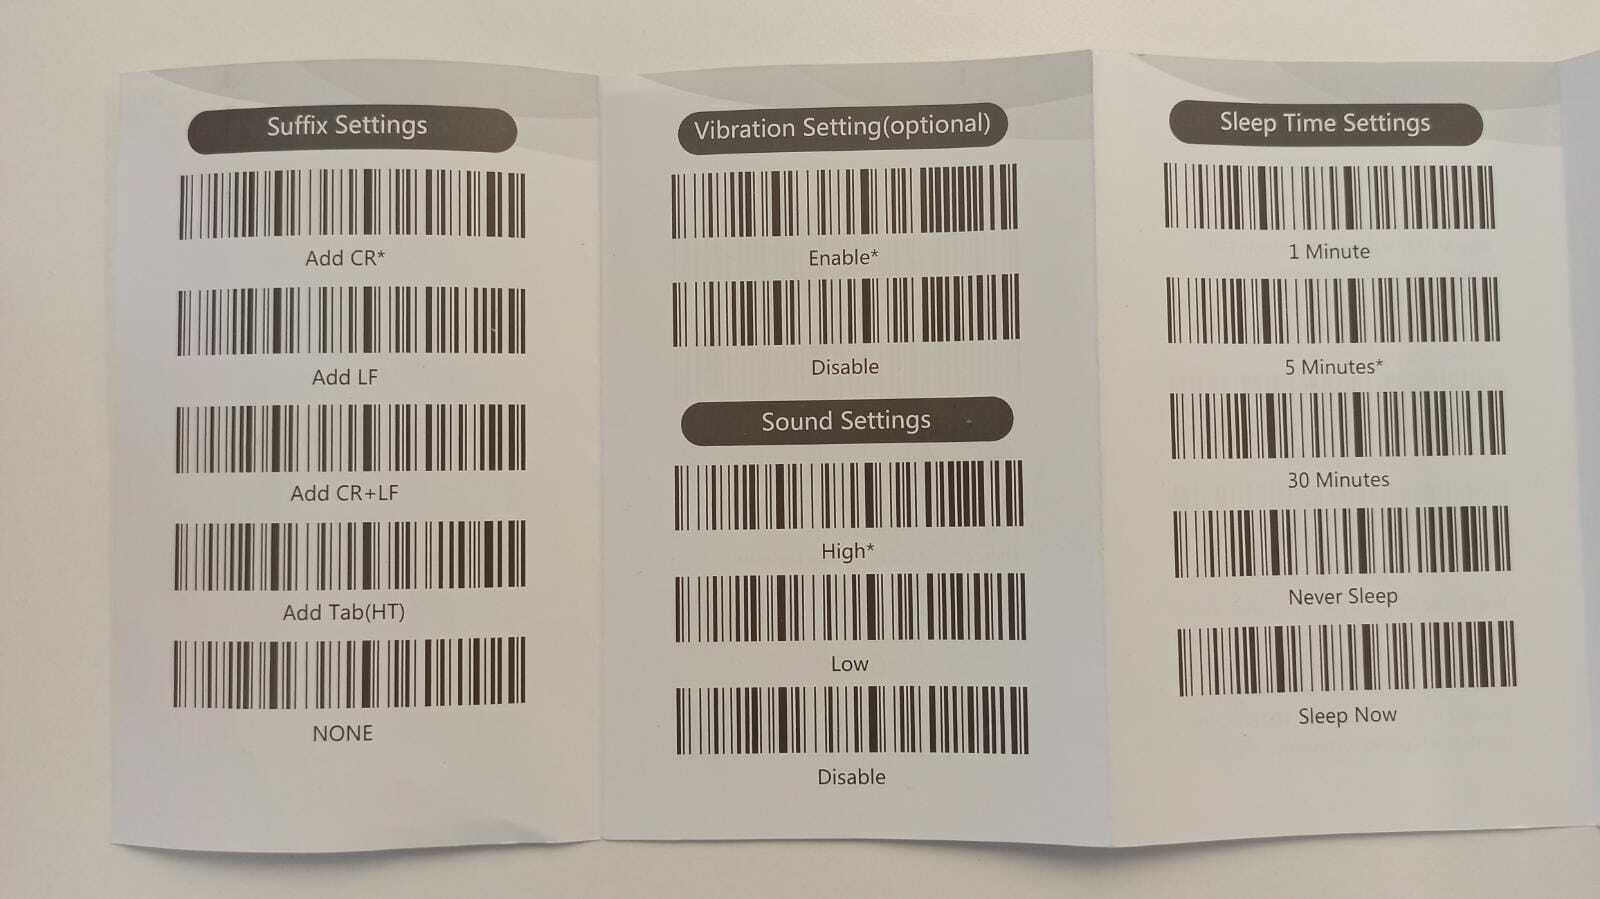 Suffix Settings
Add CR*
Add LF
Add CR+LF
Add Tab(HT)
NONE
Vibration Setting(optional)
Enable*
Disable
Sound Settings
High*
Low
Disable
Sleep Time Settings
1 Minute
5 Minutes*
30 Minutes
Never Sleep
Sleep Now